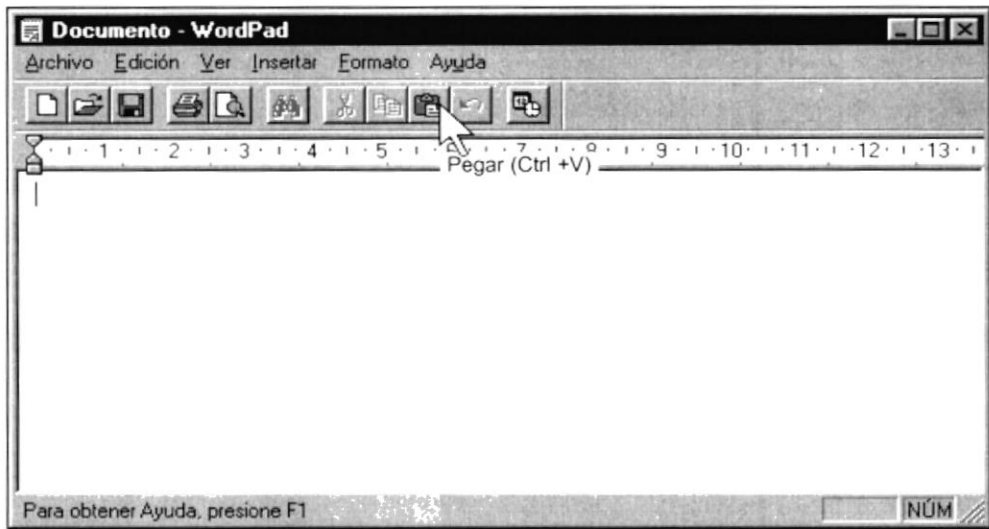 Documento - WordPad
Archivo Edición Ver Insertar Formato Ayuda
1 2 3 4 5 6 7 8 9 10 11 12 13
Pegar (Ctrl +V)
Para obtener Ayuda, presione F1
NÚM